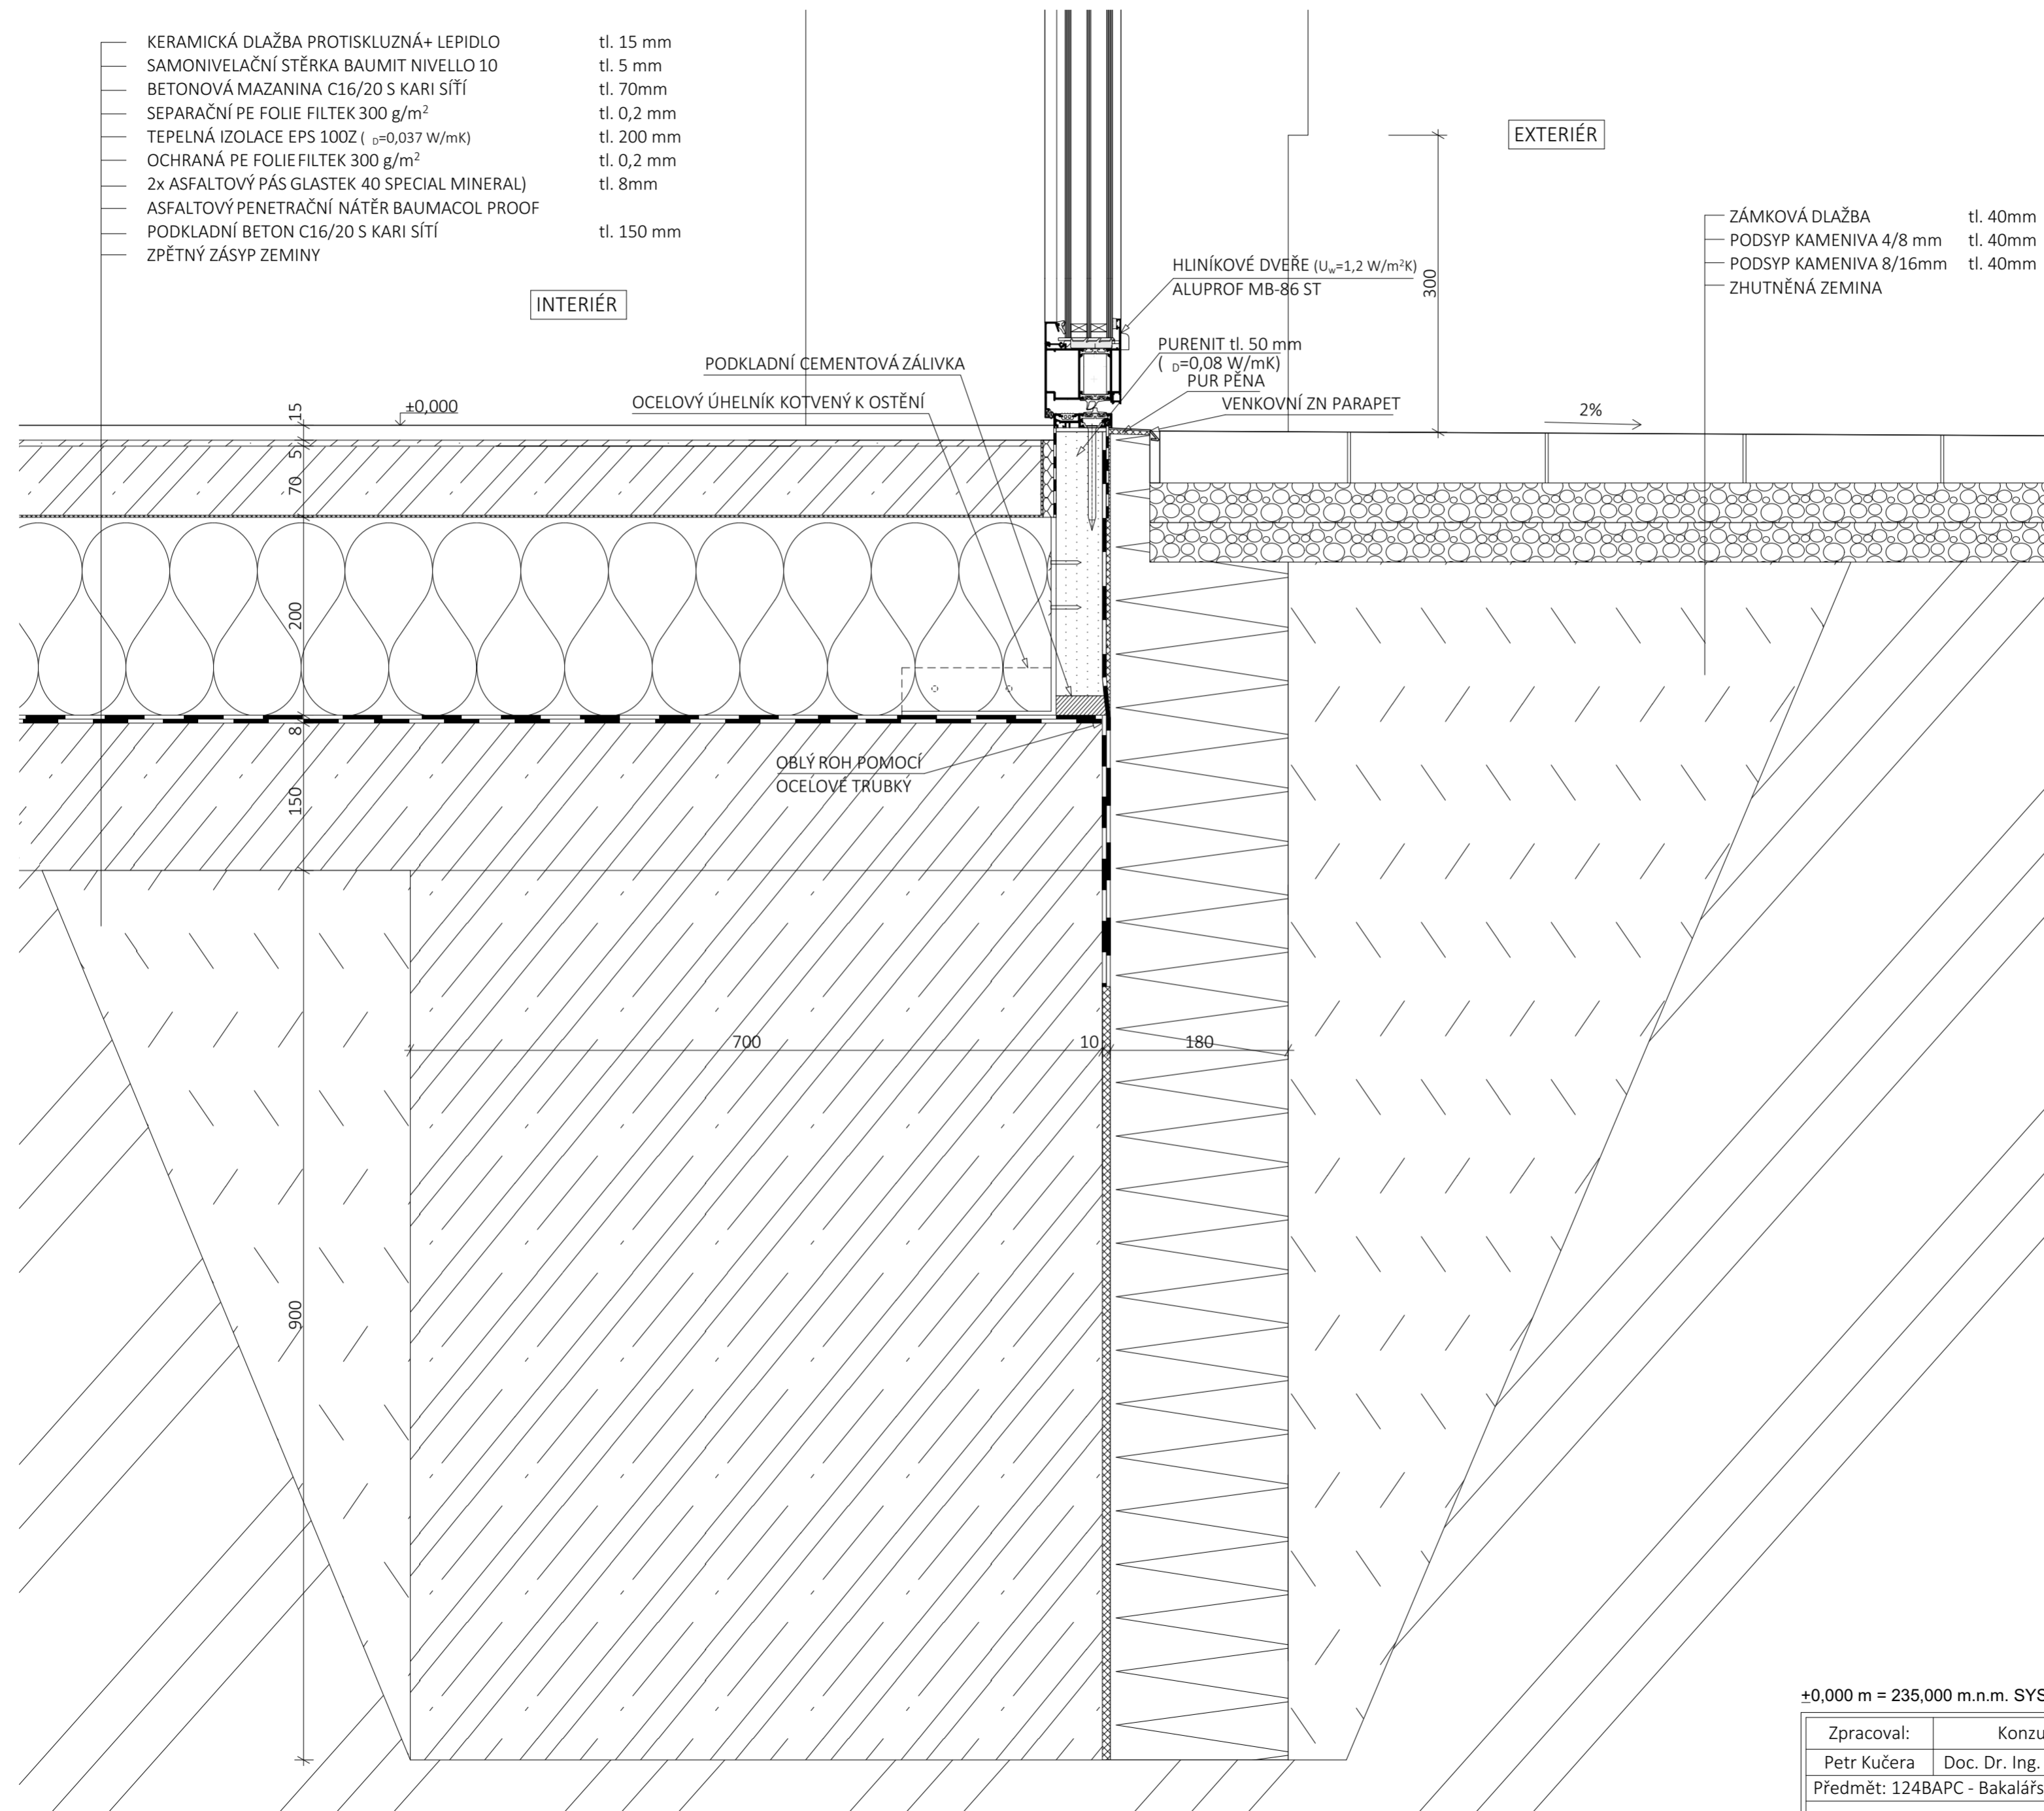 KERAMICKÁ DLAŽBA PROTISKLUZNÁ+ LEPIDLO tl. 15 mm
SAMONIVELAČNÍ STĚRKA BAUMIT NIVELLO 10 tl. 5 mm
BETONOVÁ MAZANINA C16/20 S KARI SÍŤÍ tl. 70mm
SEPARAČNÍ PE FOLIE FILTEK 300 g/m² tl. 0,2 mm
TEPELNÁ IZOLACE EPS 100Z ( D=0,037 W/mK) tl. 200 mm
OCHRANÁ PE FOLIE FILTEK 300 g/m² tl. 0,2 mm
2x ASFALTOVÝ PÁS GLASTEK 40 SPECIAL MINERAL) tl. 8mm
ASFALTOVÝ PENETRAČNÍ NÁTĚR BAUMACOL PROOF
PODKLADNÍ BETON C16/20 S KARI SÍTÍ tl. 150 mm
ZPĚTNÝ ZÁSYP ZEMINY
INTERIÉR
EXTERIÉR
ZÁMKOVÁ DLAŽBA tl. 40mm
PODSYP KAMENIVA 4/8 mm tl. 40mm
PODSYP KAMENIVA 8/16mm tl. 40mm
ZHUTNĚNÁ ZEMINA
HLINÍKOVÉ DVEŘE (Uw=1,2 W/m²K)
ALUPROF MB-86 ST
300
PURENIT tl. 50 mm
( D=0,08 W/mK)
PUR PĚNA
VENKOVNÍ ZN PARAPET
PODKLADNÍ CEMENTOVÁ ZÁLIVKA
OCELOVÝ ÚHELNÍK KOTVENÝ K OSTĚNÍ
±0,000
2%
15
5
70
200
8
OBLÝ ROH POMOCÍ
OCELOVÉ TRUBKY
150
700
10
180
900
±0,000 m = 235,000 m.n.m. SYS
Zpracoval: Konzu
Petr Kučera Doc. Dr. Ing.
Předmět: 124BAPC - Bakalářs